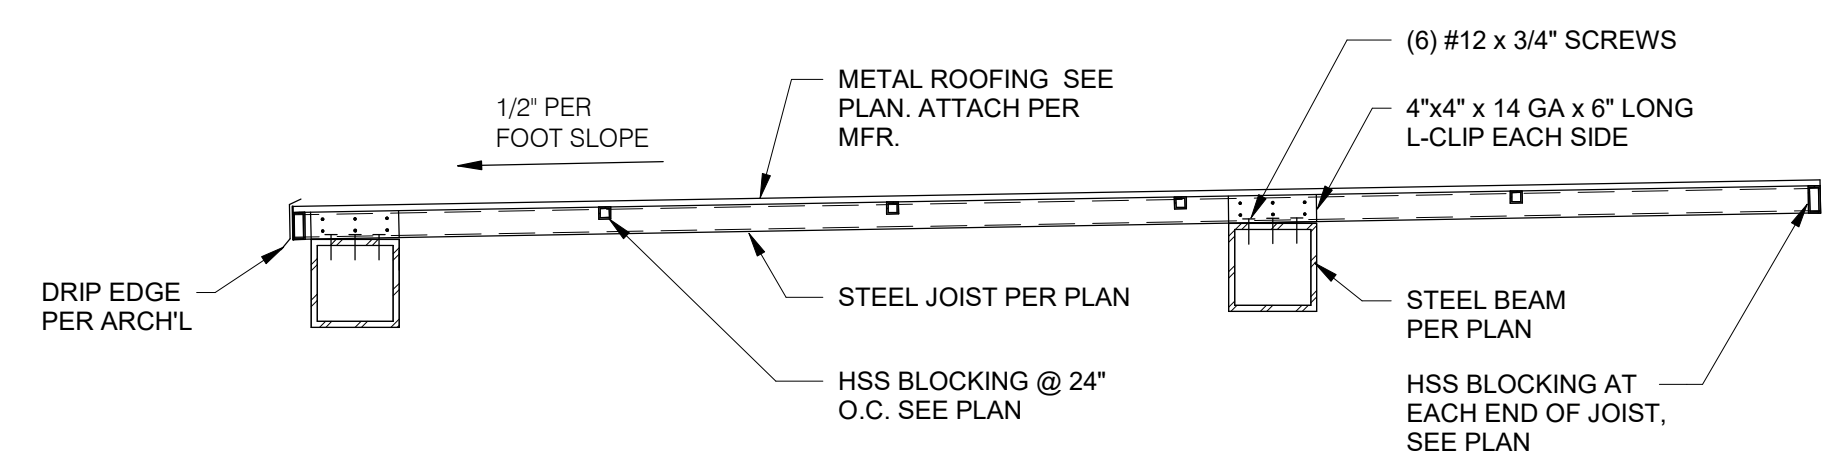 (6) #12 x 3/4" SCREWS
METAL ROOFING SEE
PLAN. ATTACH PER
MFR.
1/2" PER
FOOT SLOPE
4"x4" x 14 GA x 6" LONG
L-CLIP EACH SIDE
DRIP EDGE
PER ARCH'L
STEEL JOIST PER PLAN
STEEL BEAM
PER PLAN
HSS BLOCKING @ 24"
O.C. SEE PLAN
HSS BLOCKING AT
EACH END OF JOIST,
SEE PLAN